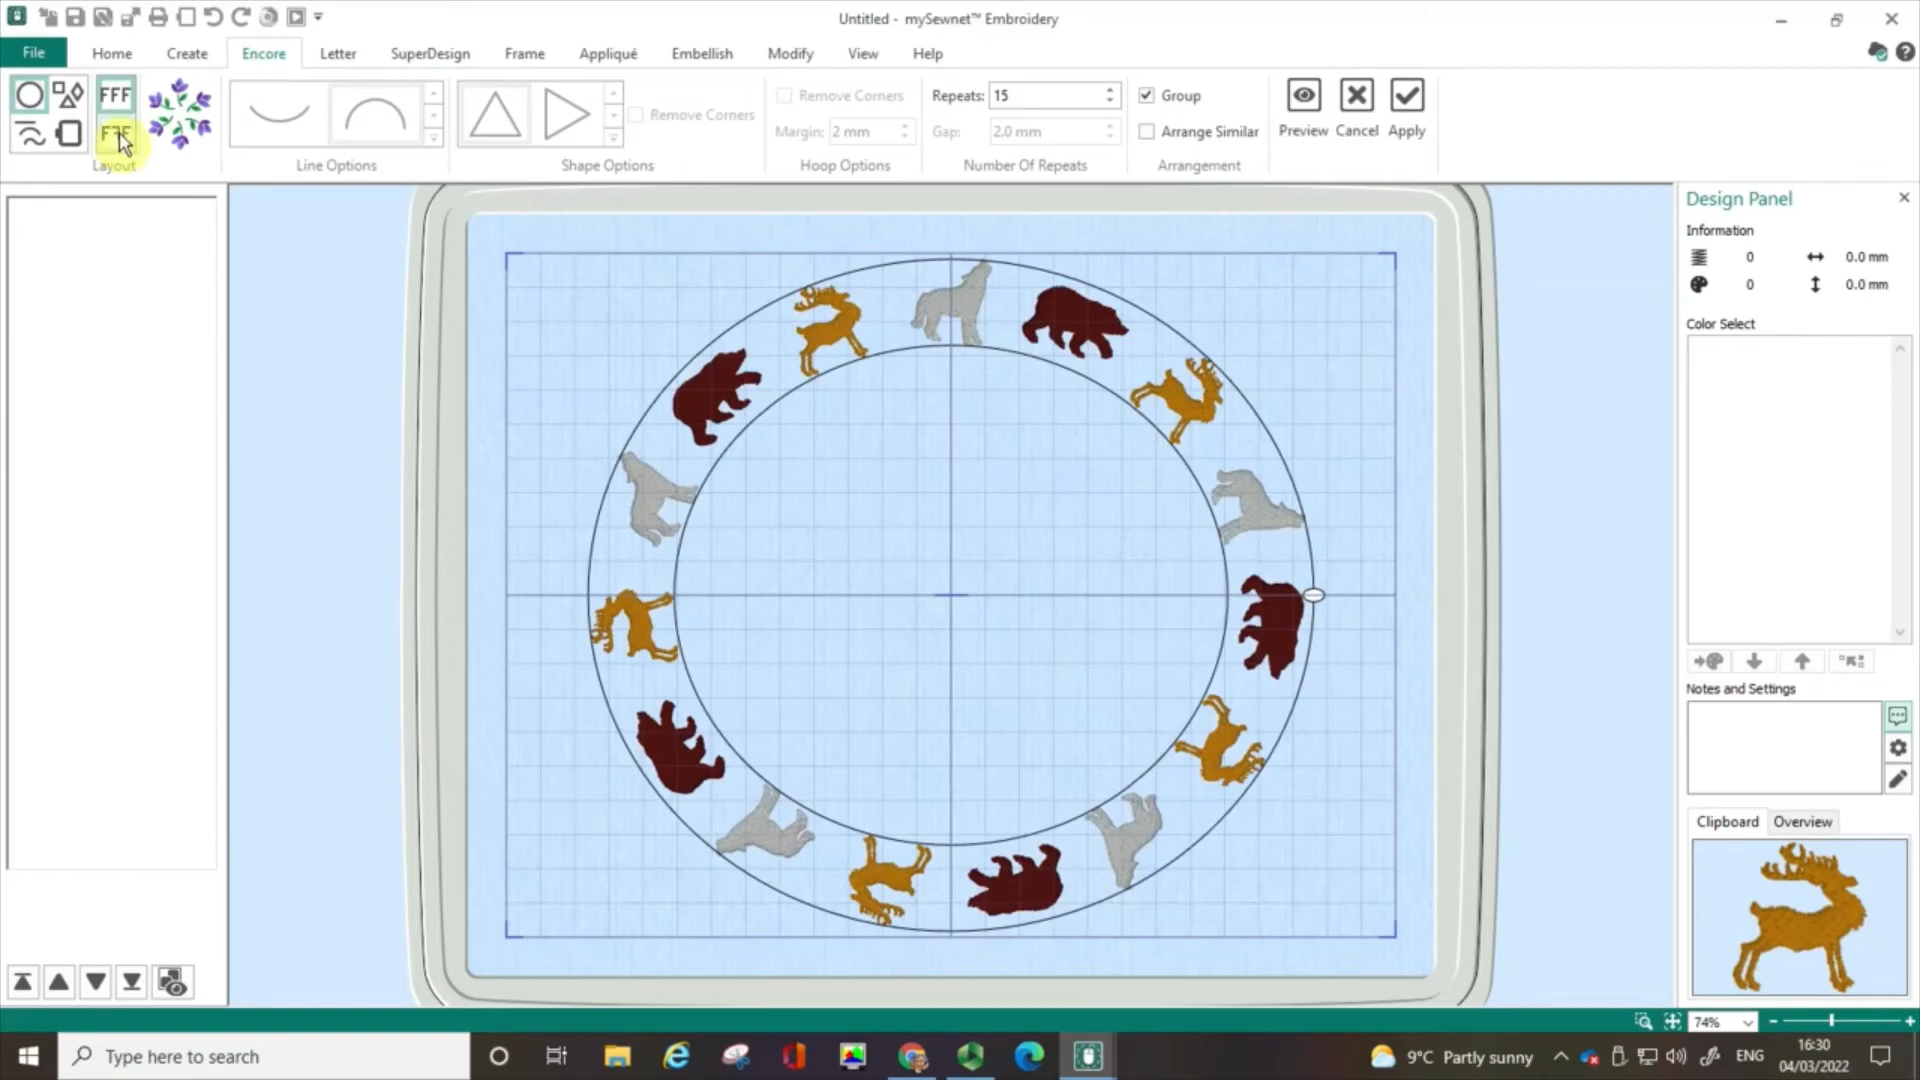 Untitled - mySewnet™ Embroidery
File Home Create Encore Letter SuperDesign Frame Appliqué Embellish Modify View Help
FFF
Remove Corners Repeats: 15 Group
Remove Corners
Margin: 2 mm Gap: 2.0 mm Arrange Similar Preview Cancel Apply
Layout Line Options Shape Options Hoop Options Number Of Repeats Arrangement
Design Panel
Information
0 0.0 mm
0 0.0 mm
Color Select
Notes and Settings
Clipboard Overview
74%
Type here to search
9°C Partly sunny ENG
16:30
04/03/2022